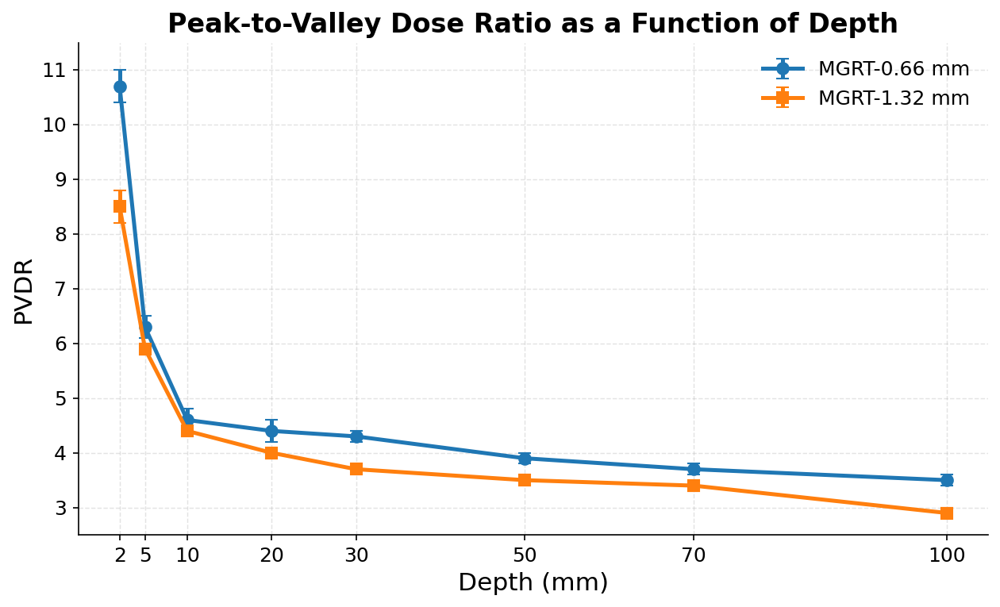 Peak-to-Valley Dose Ratio as a Function of Depth
MGRT-0.66 mm
MGRT-1.32 mm
PVDR
11
10
9
8
7
6
5
4
3
2 5 10 20 30 50 70 100
Depth (mm)